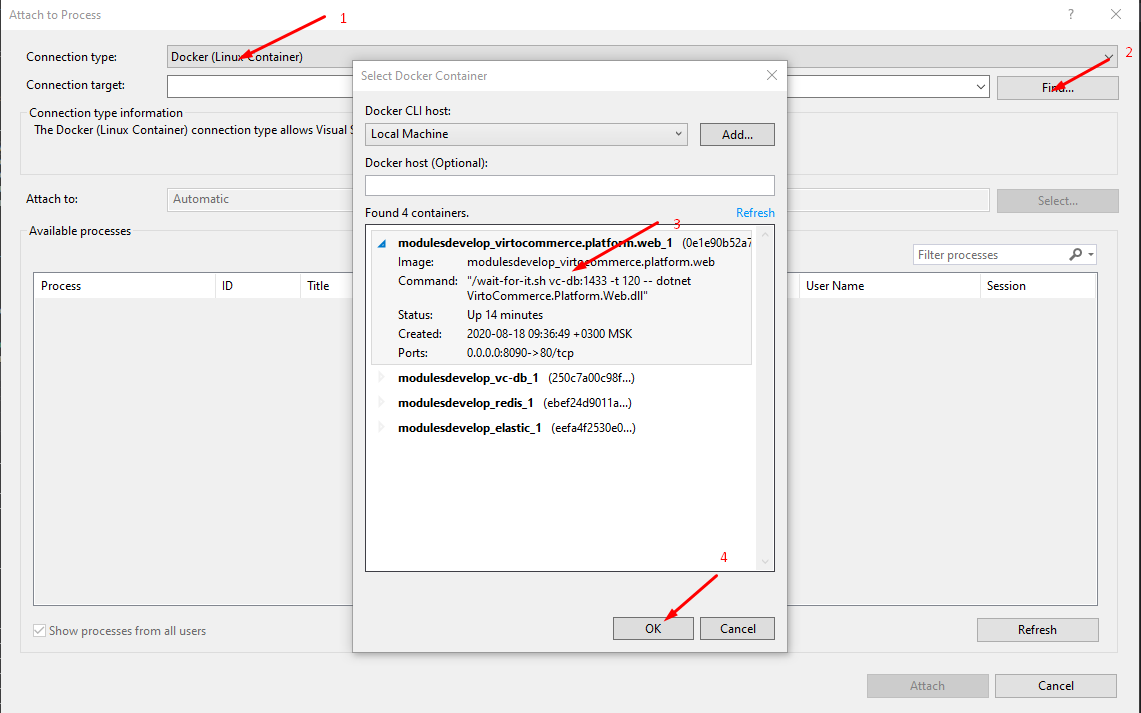 Attach to Process
?
1
2
Connection type:
Docker (Linux Container)
Connection target:
Find...
Connection type information
The Docker (Linux Container) connection type allows Visual S
Attach to:
Automatic
Select...
Available processes
Filter processes
Process
ID
Title
User Name
Session
Show processes from all users
Refresh
Attach
Cancel
Select Docker Container
Docker CLI host:
Local Machine
Add...
Docker host (Optional):
Found 4 containers.
Refresh
3
modulesdevelop_virtocommerce.platform.web_1 (0e1e90b52a7
Image: modulesdevelop_virtocommerce.platform.web
Command: "/wait-for-it.sh vc-db:1433 -t 120 -- dotnet
VirtoCommerce.Platform.Web.dll"
Status: Up 14 minutes
Created: 2020-08-18 09:36:49 +0300 MSK
Ports: 0.0.0.0:8090->80/tcp
modulesdevelop_vc-db_1 (250c7a00c98f...)
modulesdevelop_redis_1 (ebef24d9011a...)
modulesdevelop_elastic_1 (eefa4f2530e0...)
4
OK
Cancel